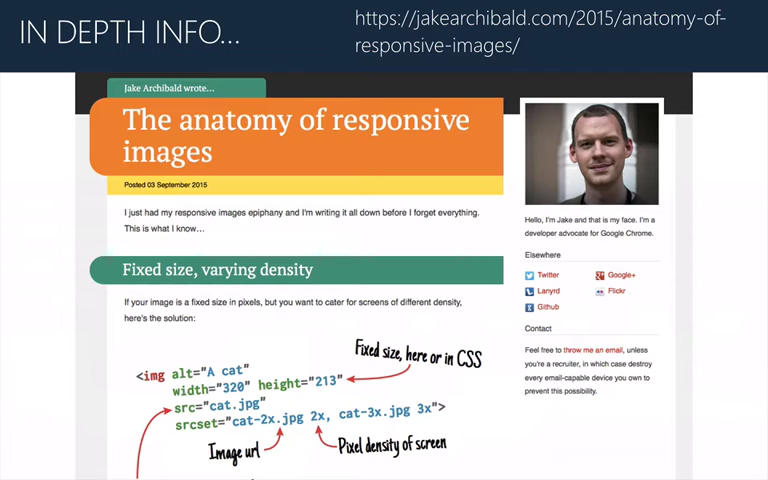 IN DEPTH INFO...
https://jakearchibald.com/2015/anatomy-of-
responsive-images/
Jake Archibald wrote...
The anatomy of responsive
images
Posted 03 September 2015
I just had my responsive images epiphany and I'm writing it all down before I forget everything.
This is what I know...
Fixed size, varying density
If your image is a fixed size in pixels, but you want to cater for screens of different density,
here's the solution:
Fixed size, here or in CSS
<img alt="A cat"
width="320" height="213"
src="cat.jpg"
srcset="cat-2x.jpg 2x, cat-3x.jpg 3x">
Image url
Pixel density of screen
Hello, I'm Jake and that is my face. I'm a
developer advocate for Google Chrome.
Elsewhere
Twitter
Google+
Lanyrd
Flickr
Github
Contact
Feel free to throw me an email, unless
you're a recruiter, in which case destroy
every email-capable device you own to
prevent this possibility.